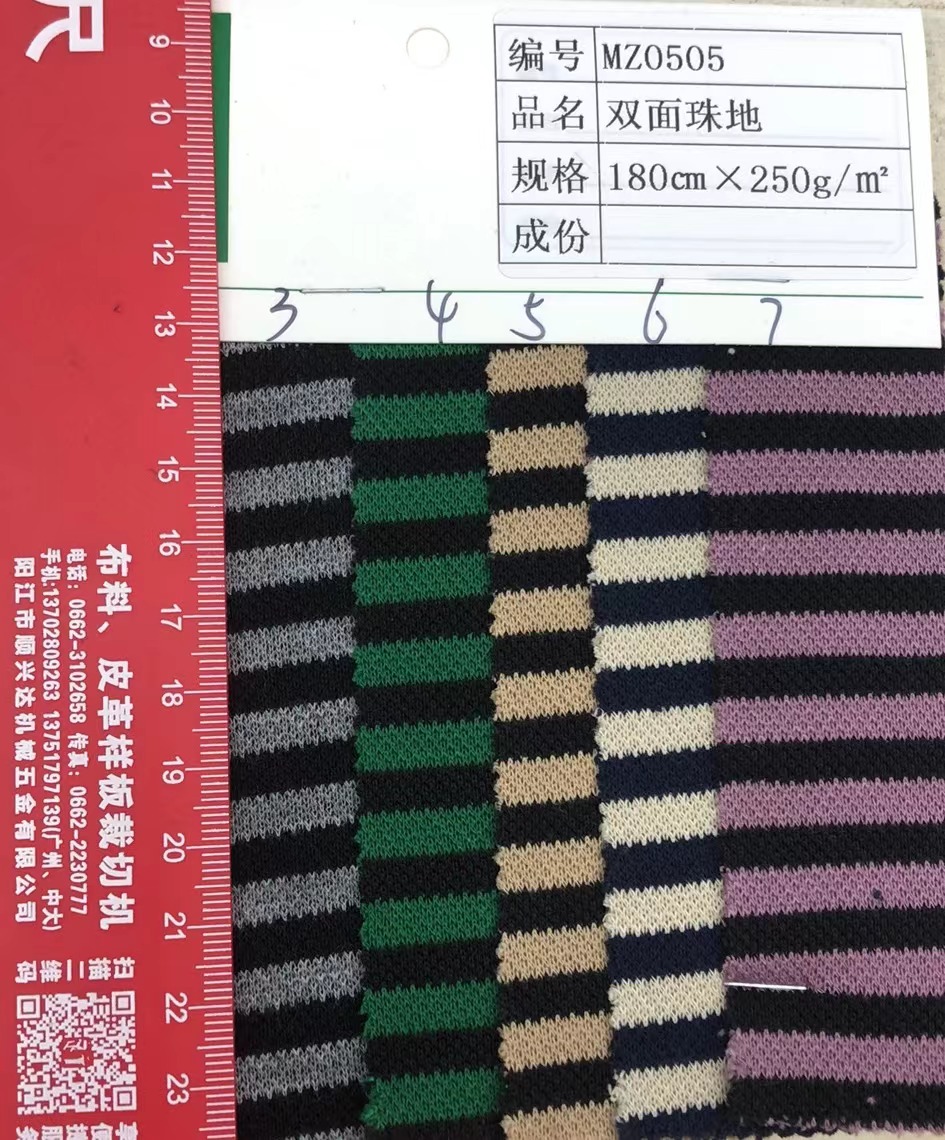 尺
编号 MZ0505
品名 双面珠地
规格 180cm×250g/m²
成份
3 4 5 6 7
9
10
11
12
13
14
15
16
17
18
19
20
21
22
23
布料、皮革样板裁切机
电话：0662-3102658 传真：0662-2230777
手机:13702809263 13751797139(广州、中大)
阳江市顺兴达机械五金有限公司
扫描二维码